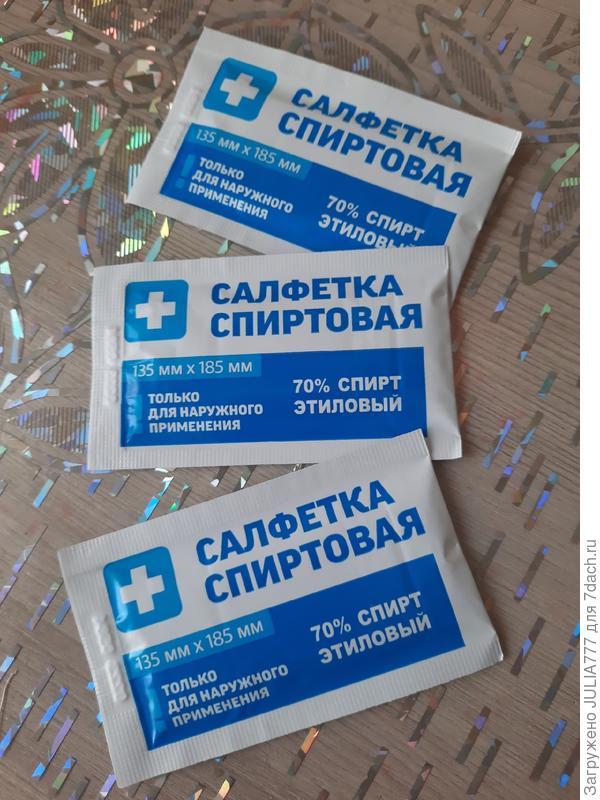 САЛФЕТКА
СПИРТОВАЯ
135 мм х 185 мм
! ТОЛЬКО
ДЛЯ НАРУЖНОГО
ПРИМЕНЕНИЯ
70% СПИРТ
ЭТИЛОВЫЙ
САЛФЕТКА
СПИРТОВАЯ
135 мм х 185 мм
! ТОЛЬКО
ДЛЯ НАРУЖНОГО
ПРИМЕНЕНИЯ
70% СПИРТ
ЭТИЛОВЫЙ
САЛФЕТКА
СПИРТОВАЯ
135 мм х 185 мм
! ТОЛЬКО
ДЛЯ НАРУЖНОГО
ПРИМЕНЕНИЯ
70% СПИРТ
ЭТИЛОВЫЙ
Загружено JULIA777 для 7dach.ru